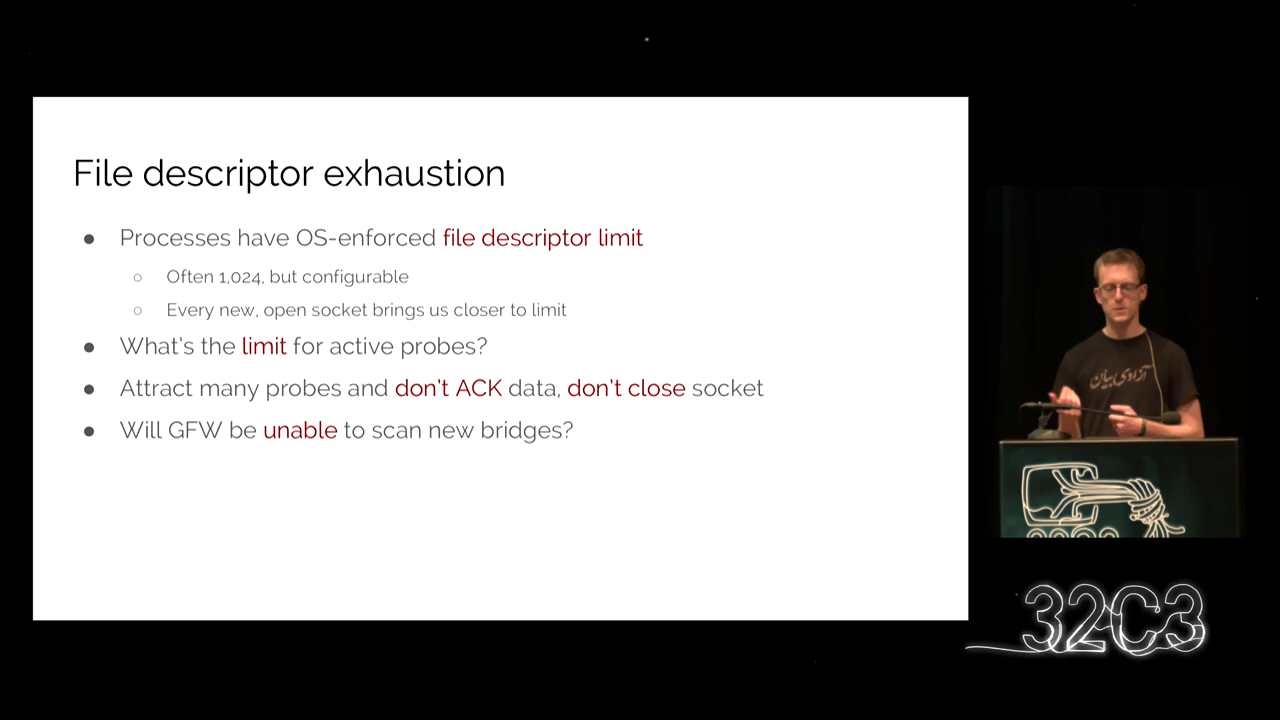 File descriptor exhaustion
● Processes have OS-enforced file descriptor limit
○ Often 1,024, but configurable
○ Every new, open socket brings us closer to limit
● What's the limit for active probes?
● Attract many probes and don't ACK data, don't close socket
● Will GFW be unable to scan new bridges?
آزادی بیان
32C3